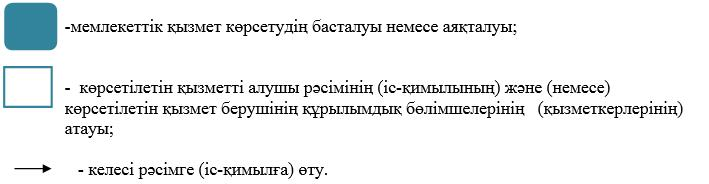 -мемлекеттік қызмет көрсетудің басталуы немесе аяқталуы;
- көрсетілетін қызметті алушы рәсімінің (іс-қимылының) және (немесе)
көрсетілетін қызмет берушінің құрылымдық бөлімшелерінің (қызметкерлерінің)
атауы;
- келесі рәсімге (іс-қимылға) өту.